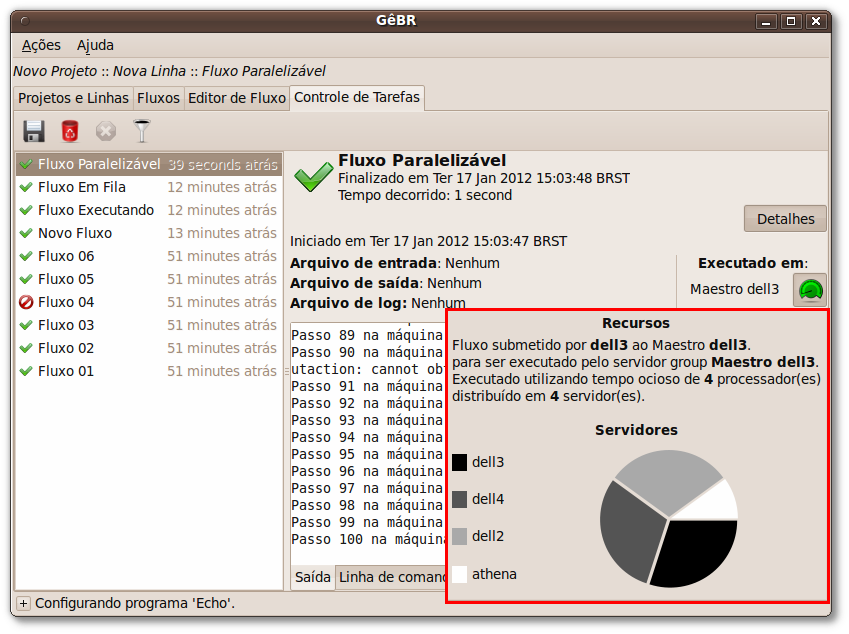 GêBR
Ações Ajuda
Novo Projeto :: Nova Linha :: Fluxo Paralelizável
Projetos e Linhas Fluxos Editor de Fluxo Controle de Tarefas
Fluxo Paralelizável 39 seconds atrás
Fluxo Em Fila 12 minutes atrás
Fluxo Executando 12 minutes atrás
Novo Fluxo 13 minutes atrás
Fluxo 06 51 minutes atrás
Fluxo 05 51 minutes atrás
Fluxo 04 51 minutes atrás
Fluxo 03 51 minutes atrás
Fluxo 02 51 minutes atrás
Fluxo 01 51 minutes atrás
Fluxo Paralelizável
Finalizado em Ter 17 Jan 2012 15:03:48 BRST
Tempo decorrido: 1 second
Detalhes
Iniciado em Ter 17 Jan 2012 15:03:47 BRST
Arquivo de entrada: Nenhum
Arquivo de saída: Nenhum
Arquivo de log: Nenhum
Executado em:
Maestro dell3
Passo 89 na máquina
Passo 90 na máquina
utaction: cannot ob
Passo 91 na máquina
Passo 92 na máquina
Passo 93 na máquina
Passo 94 na máquina
Passo 95 na máquina
Passo 96 na máquina
Passo 97 na máquina
Passo 98 na máquina
Passo 99 na máquina
Passo 100 na máquin
Saída Linha de coman
Recursos
Fluxo submetido por dell3 ao Maestro dell3.
para ser executado pelo servidor group Maestro dell3.
Executado utilizando tempo ocioso de 4 processador(es)
distribuído em 4 servidor(es).
Servidores
dell3
dell4
dell2
athena
Configurando programa 'Echo'.